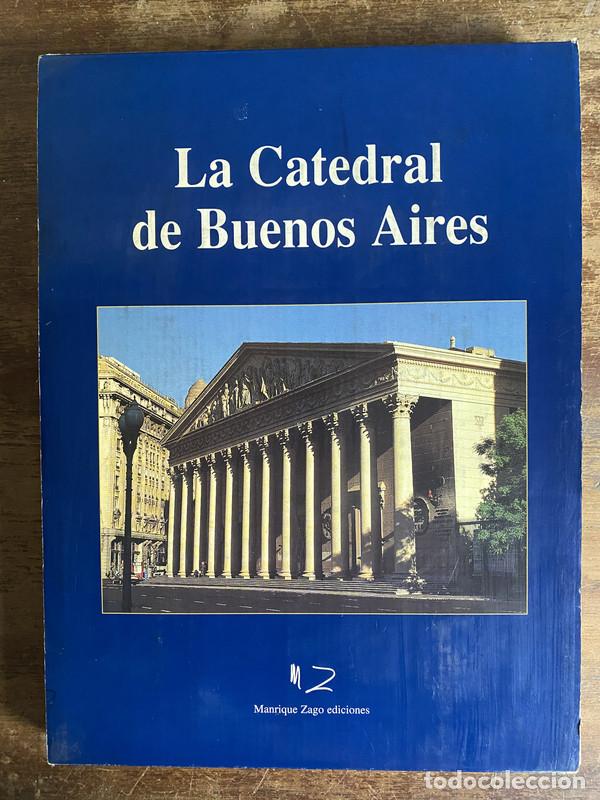 La Catedral
de Buenos Aires
MZ
Manrique Zago ediciones
todocoleccion